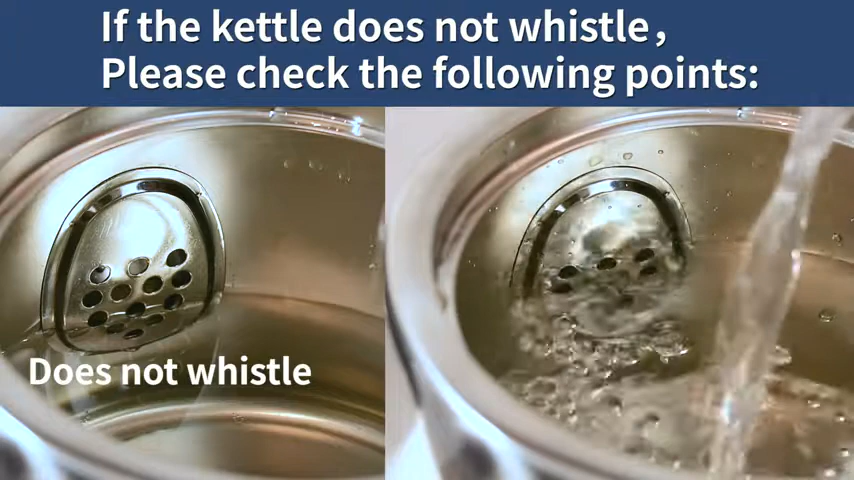 If the kettle does not whistle，
Please check the following points:
Does not whistle